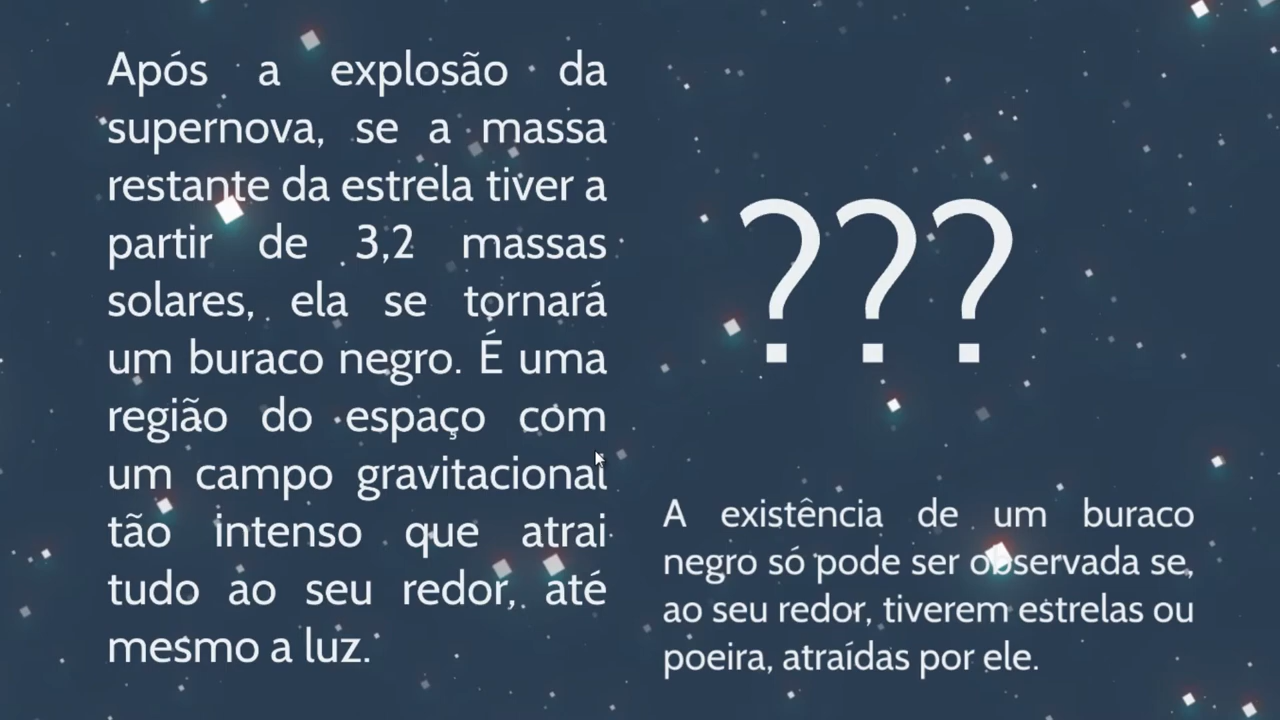 Após a explosão da
supernova, se a massa
restante da estrela tiver a
partir de 3,2 massas
solares, ela se tornará
um buraco negro. É uma
região do espaço com
um campo gravitacional
tão intenso que atrai
tudo ao seu redor, até
mesmo a luz.
???
A existência de um buraco
negro só pode ser observada se,
ao seu redor, tiverem estrelas ou
poeira, atraídas por ele.